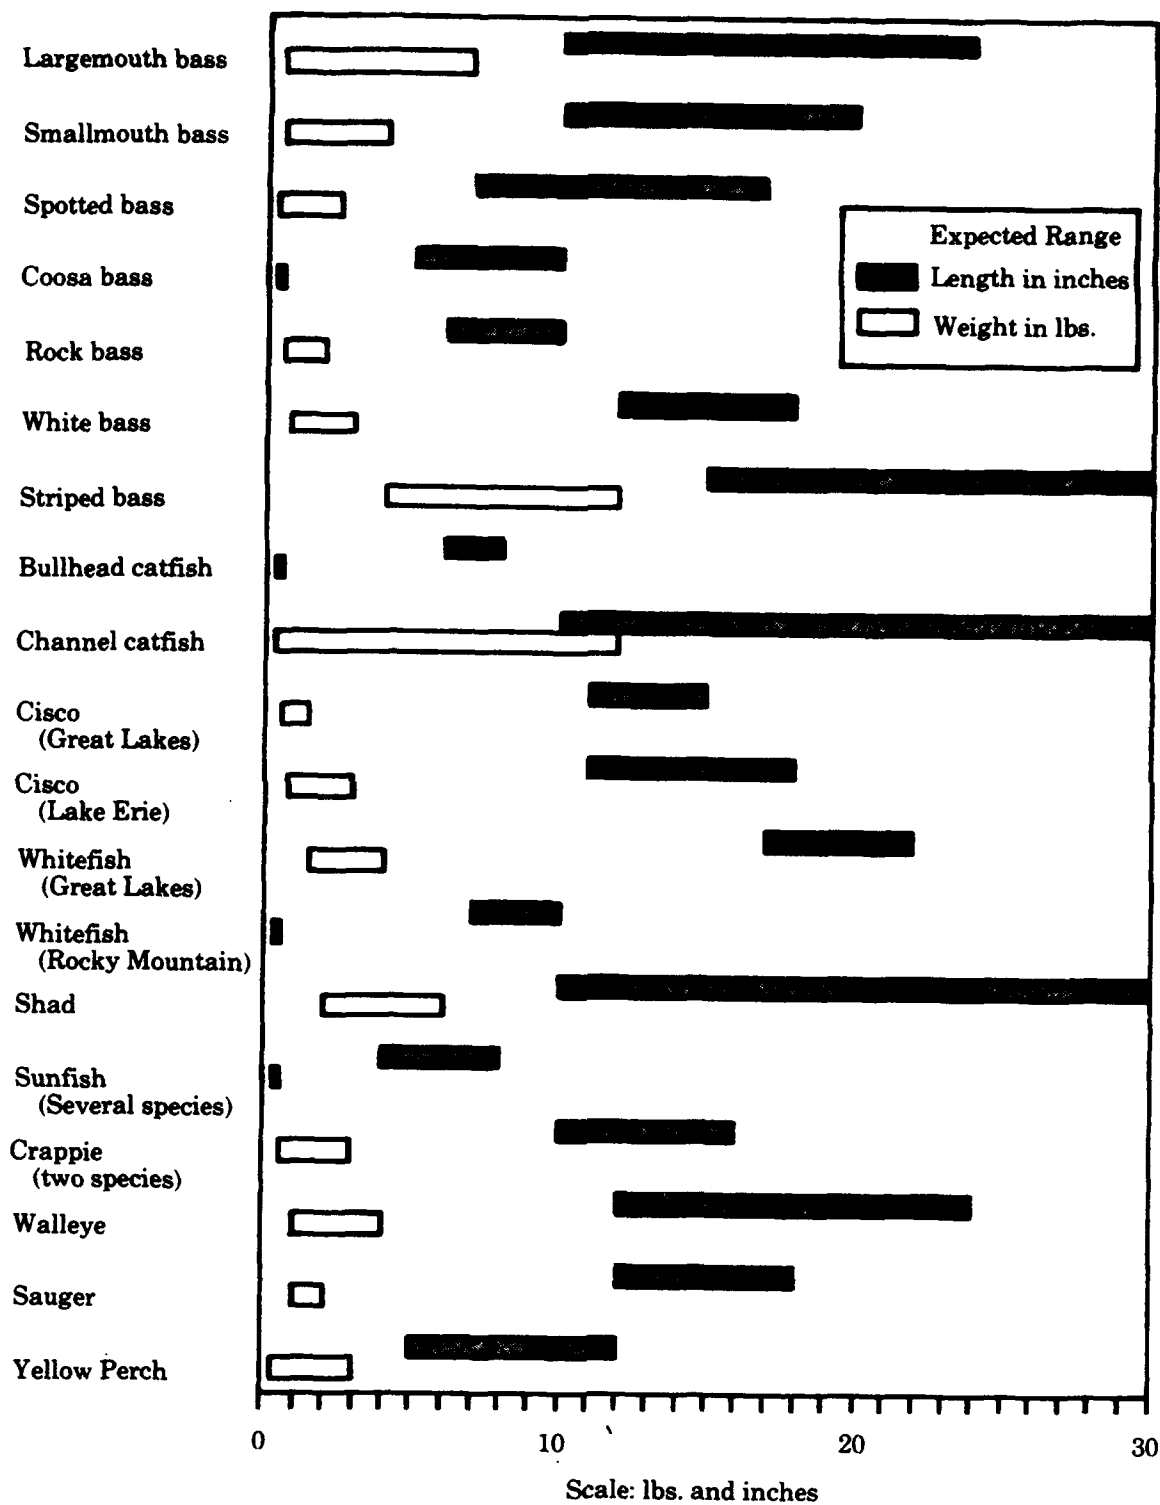 Largemouth bass
Smallmouth bass
Spotted bass
Coosa bass
Rock bass
White bass
Striped bass
Bullhead catfish
Channel catfish
Cisco
(Great Lakes)
Cisco
(Lake Erie)
Whitefish
(Great Lakes)
Whitefish
(Rocky Mountain)
Shad
Sunfish
(Several species)
Crappie
(two species)
Walleye
Sauger
Yellow Perch
Expected Range
Length in inches
Weight in lbs.
0 10 20 30
Scale: lbs. and inches